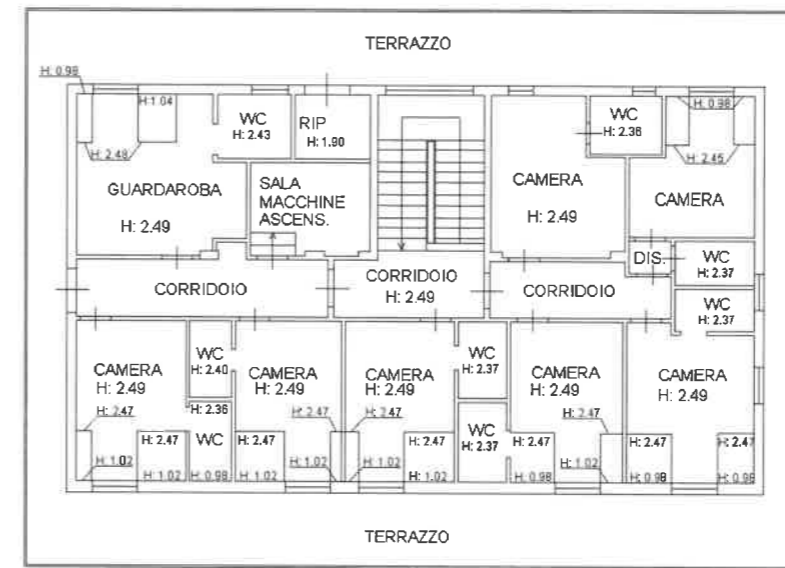 TERRAZZO
H: 0.98
H:1.04
H: 2.48
GUARDAROBA
H: 2.49
WC
H: 2.43
RIP
H: 1.90
SALA
MACCHINE
ASCENS.
CAMERA
H: 2.49
WC
H: 2.36
H: 0.98
H: 2.45
CAMERA
DIS.
WC
H: 2.37
WC
H: 2.37
CORRIDOIO
CORRIDOIO
H: 2.49
CORRIDOIO
CAMERA
H: 2.49
H: 2.47
H: 2.47
H: 1.02
H: 1.02
WC
H: 2.40
H: 2.36
WC
H: 0.98
CAMERA
H: 2.49
H: 2.47
H: 2.47
H: 1.02
H: 1.02
CAMERA
H: 2.49
H: 2.47
H: 2.47
H: 1.02
H: 1.02
WC
H: 2.37
WC
H: 2.37
CAMERA
H: 2.49
H: 2.47
H: 2.47
H: 0.98
H: 1.02
CAMERA
H: 2.49
H: 2.47
H: 2.47
H: 0.98
H: 0.98
TERRAZZO